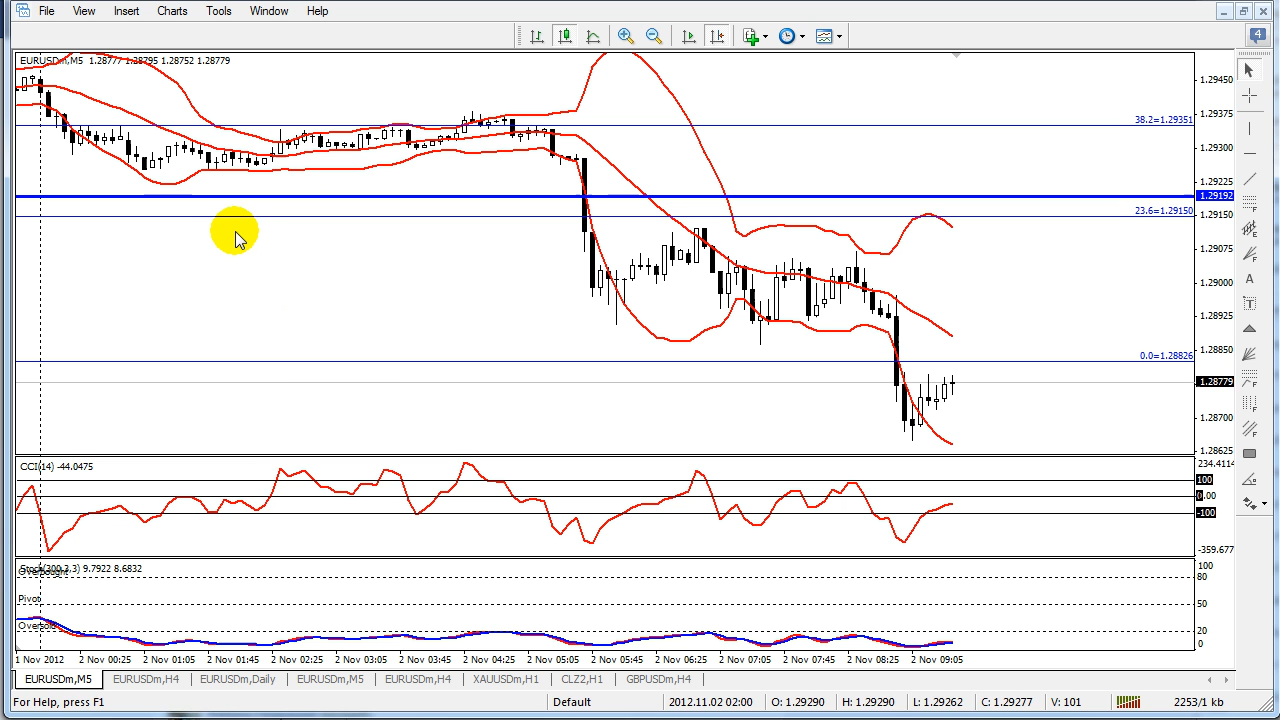 File View Insert Charts Tools Window Help
4
EURUSDm,M5 1.28777 1.28795 1.28752 1.28779
1.29450
1.29375
38.2=1.29351
1.29300
1.29225
1.29192
23.6=1.29150
1.29150
1.29075
1.29000
1.28925
1.28850
0.0=1.28826
1.28779
1.28700
1.28625
CCI(14) -44.0475
234.4114
100
0.00
-100
-359.677
Stoch(300,3,3) 9.7922 8.6832
Overbought
100
80
Pivot
50
Oversold
20
0
1 Nov 2012 2 Nov 00:25 2 Nov 01:05 2 Nov 01:45 2 Nov 02:25 2 Nov 03:05 2 Nov 03:45 2 Nov 04:25 2 Nov 05:05 2 Nov 05:45 2 Nov 06:25 2 Nov 07:05 2 Nov 07:45 2 Nov 08:25 2 Nov 09:05
EURUSDm,M5 EURUSDm,H4 EURUSDm,Daily EURUSDm,M5 EURUSDm,H4 XAUUSDm,H1 CLZ2,H1 GBPUSDm,H4
For Help, press F1 Default 2012.11.02 02:00 O: 1.29290 H: 1.29290 L: 1.29262 C: 1.29277 V: 101 2253/1 kb